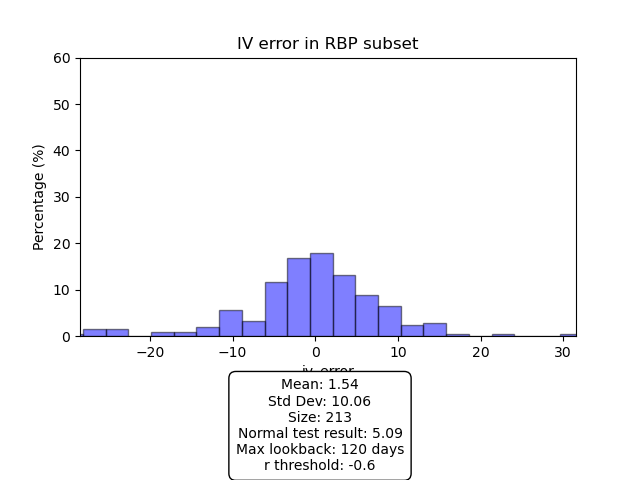 IV error in RBP subset
60
50
40
30
20
10
0
Percentage (%)
−20 −10 0 10 20 30
iv_error
Mean: 1.54
Std Dev: 10.06
Size: 213
Normal test result: 5.09
Max lookback: 120 days
r threshold: -0.6